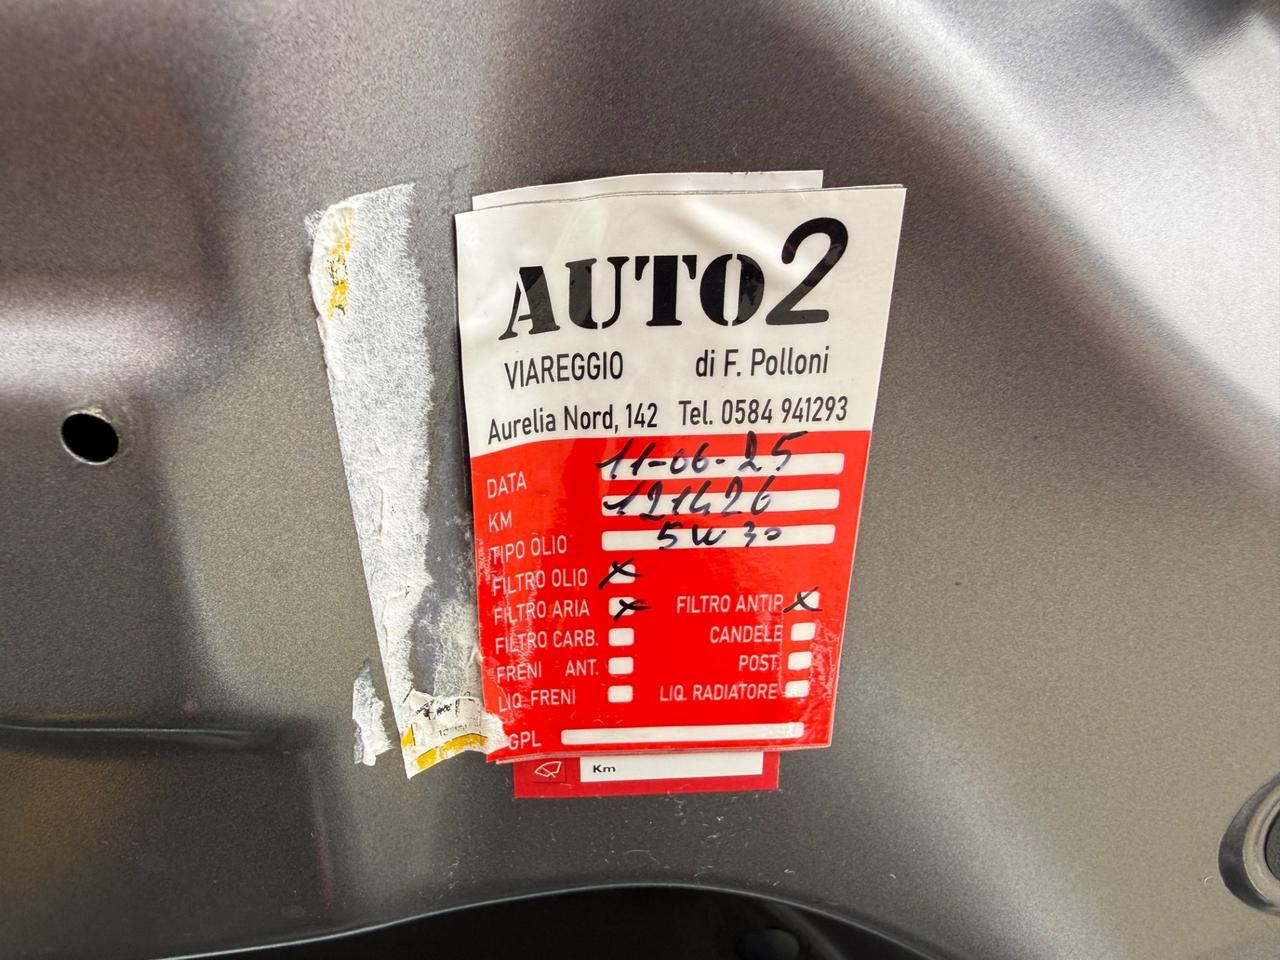 AUTO2
VIAREGGIO di F. Polloni
Aurelia Nord, 142 Tel. 0584 941293
DATA 11-06-25
KM 121426
TIPO OLIO 5W30
FILTRO OLIO X
FILTRO ARIA X FILTRO ANTIP. X
FILTRO CARB. CANDELE
FRENI ANT. POST.
LIQ. FRENI LIQ. RADIATORE
GPL
Km